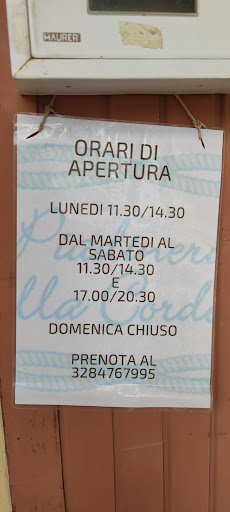 MAURER
ORARI DI
APERTURA
LUNEDI 11.30/14.30
DAL MARTEDI AL
SABATO
11.30/14.30
E
17.00/20.30
DOMENICA CHIUSO
PRENOTA AL
3284767995